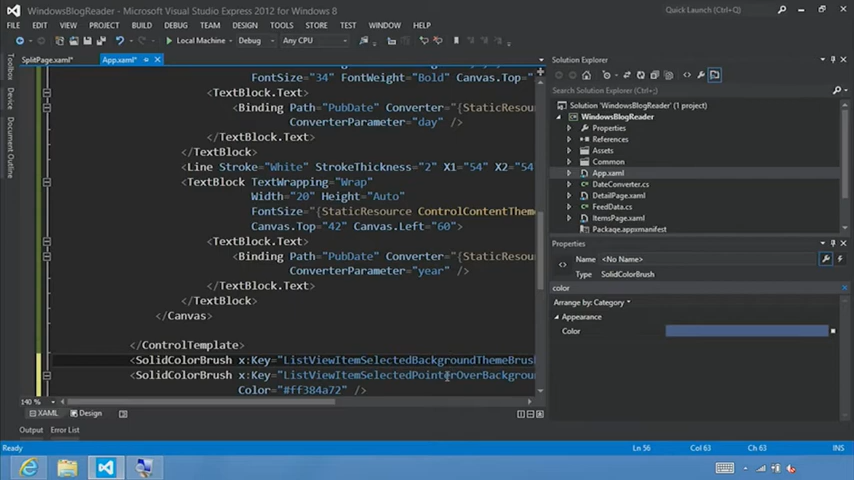 WindowsBlogReader* - Microsoft Visual Studio Express 2012 for Windows 8
Quick Launch (Ctrl+Q)
FILE EDIT VIEW PROJECT BUILD DEBUG TOOLS STORE TEST WINDOW HELP
Local Machine Debug Any CPU
SplitPage.xaml* App.xaml*
Toolbox
Device
Document Outline
FontSize="34" FontWeight="Bold" Canvas.Top="
<TextBlock.Text>
<Binding Path="PubDate" Converter="{StaticResou
ConverterParameter="day" />
</TextBlock.Text>
</TextBlock>
<Line Stroke="White" StrokeThickness="2" X1="54" X2="54
<TextBlock TextWrapping="Wrap"
Width="20" Height="Auto"
FontSize="{StaticResource ControlContentTheme
Canvas.Top="42" Canvas.Left="60">
<TextBlock.Text>
<Binding Path="PubDate" Converter="{StaticResou
ConverterParameter="year" />
</TextBlock.Text>
</TextBlock>
</Canvas>
</ControlTemplate>
<SolidColorBrush x:Key="ListViewItemSelectedBackgroundThemeBrush
<SolidColorBrush x:Key="ListViewItemSelectedPointerOverBackgroun
Color="#ff384a72" />
140 %
XAML Design
Solution Explorer
Search Solution Explorer (Ctrl+;)
Solution 'WindowsBlogReader' (1 project)
WindowsBlogReader
Properties
References
Assets
Common
App.xaml
DateConverter.cs
DetailPage.xaml
FeedData.cs
ItemsPage.xaml
Package.appxmanifest
Properties
Name <No Name>
Type SolidColorBrush
color
Arrange by: Category
Appearance
Color
Output Error List
Ready Ln 56 Col 63 Ch 63 INS